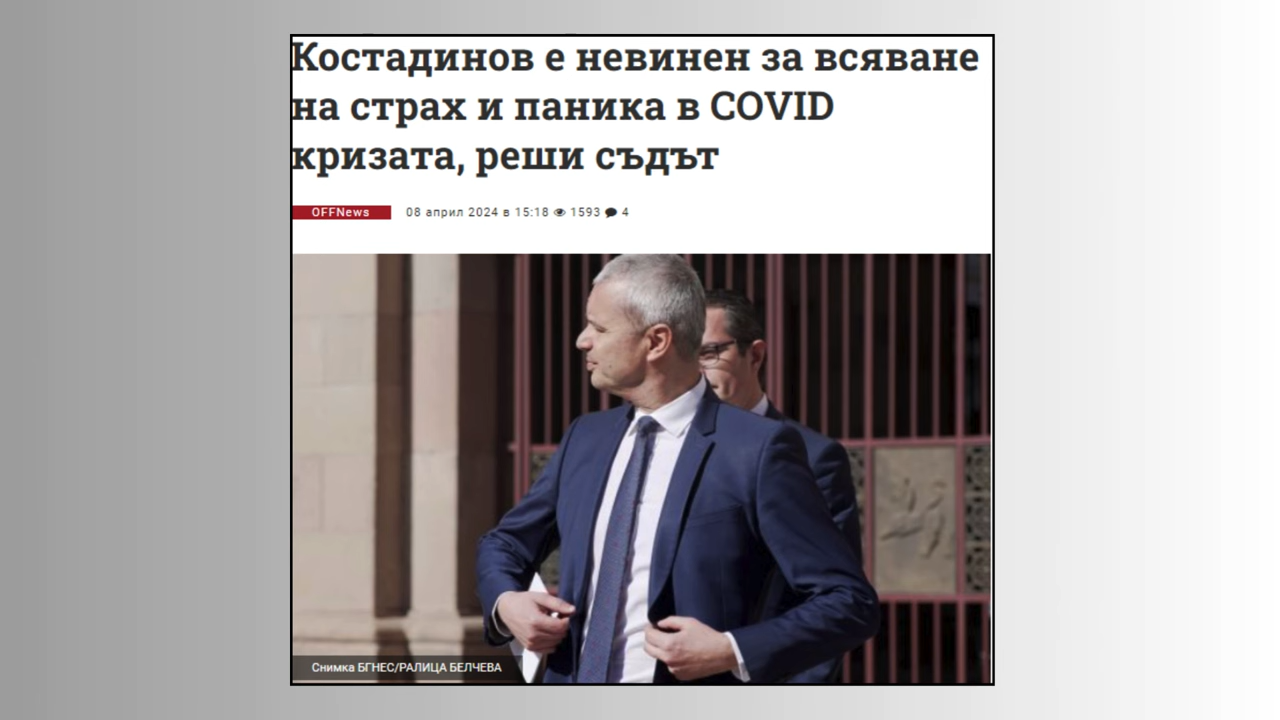 Костадинов е невинен за всяване
на страх и паника в COVID
кризата, реши съдът
OFFNews 08 април 2024 в 15:18 1593 4
Снимка БГНЕС/РАЛИЦА БЕЛЧЕВА